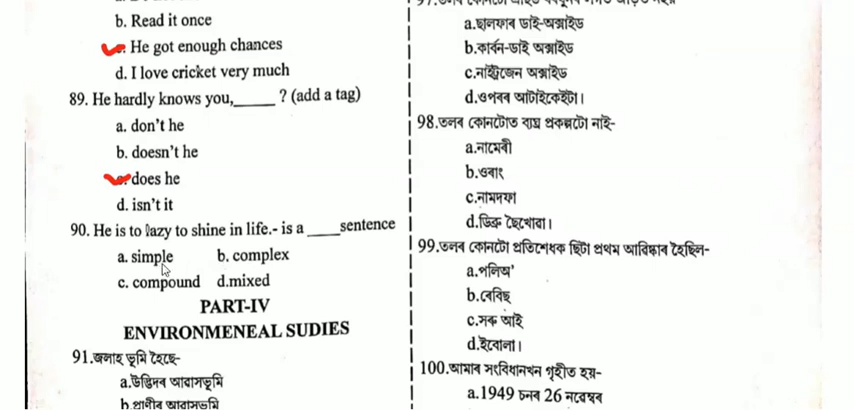 b. Read it once
He got enough chances
d. I love cricket very much
89. He hardly knows you,_____ ? (add a tag)
a. don't he
b. doesn't he
does he
d. isn't it
90. He is to lazy to shine in life.- is a ____sentence
a. simple b. complex
c. compound d.mixed
PART-IV
ENVIRONMENEAL SUDIES
91.জলাহ ভূমি হৈছে-
a.উদ্ভিদৰ আবাসভূমি
b.প্ৰাণীৰ আবাসভূমি
a.ছালফাৰ ডাই-অক্সাইড
b.কাৰ্বন-ডাই অক্সাইড
c.নাইট্ৰজেন অক্সাইড
d.ওপৰৰ আটাইকেইটা।
98.তলৰ কোনটোত ব্যঘ্ৰ প্ৰকল্পটো নাই-
a.নামেৰী
b.ওৰাং
c.নামদফা
d.ডিব্ৰু ছৈখোৱা।
99.তলৰ কোনটো প্ৰতিশেধক ছিটা প্ৰথম আৱিষ্কাৰ হৈছিল-
a.পলিঅ'
b.ৰেবিছ
c.সৰু আই
d.ইবোলা।
100.আমাৰ সংবিধানখন গৃহীত হয়-
a.1949 চনৰ 26 নৱেম্বৰ